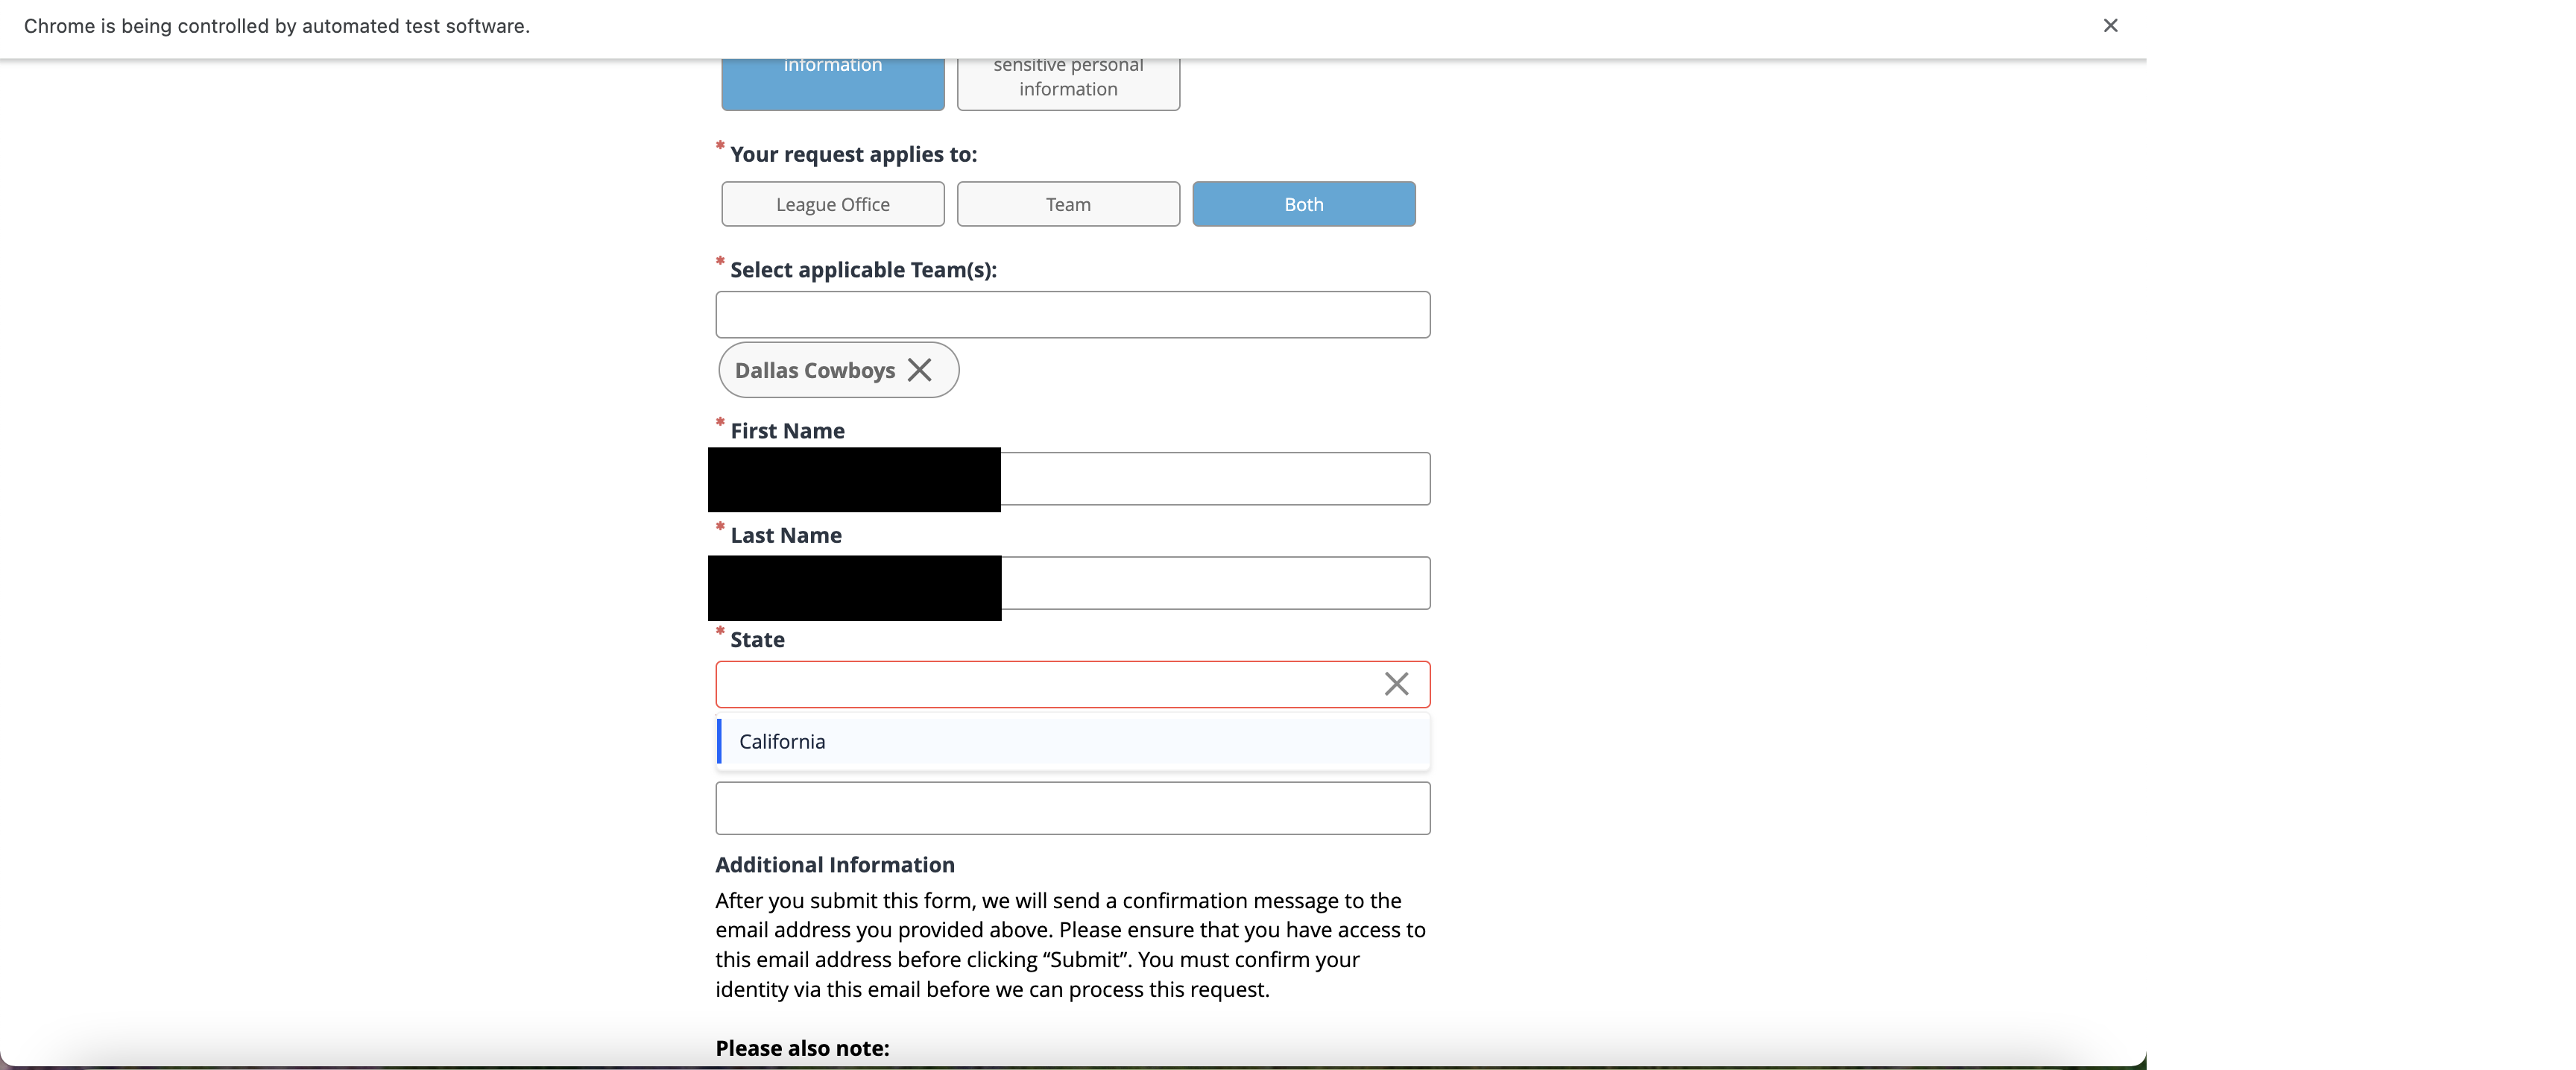 Chrome is being controlled by automated test software.
information
sensitive personal
information
* Your request applies to:
League Office
Team
Both
* Select applicable Team(s):
Dallas Cowboys
* First Name
* Last Name
* State
California
Additional Information
After you submit this form, we will send a confirmation message to the
email address you provided above. Please ensure that you have access to
this email address before clicking “Submit”. You must confirm your
identity via this email before we can process this request.
Please also note: